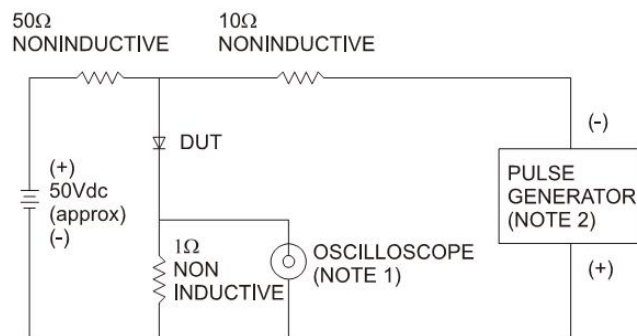 50Ω
NONINDUCTIVE
10Ω
NONINDUCTIVE
DUT
(+)
50Vdc
(approx)
(-)
1Ω
NON
INDUCTIVE
OSCILLOSCOPE
(NOTE 1)
(-)
PULSE
GENERATOR
(NOTE 2)
(+)